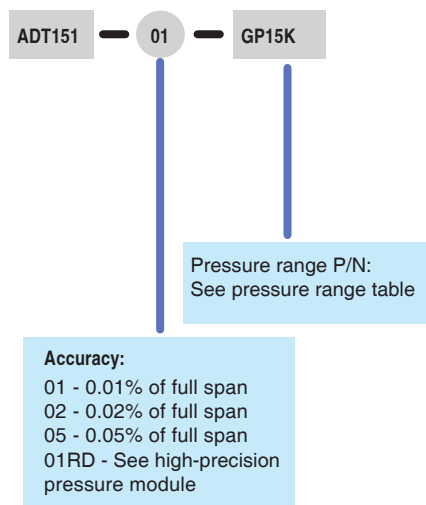 ADT151 — 01 — GP15K
Pressure range P/N:
See pressure range table
Accuracy:
01 - 0.01% of full span
02 - 0.02% of full span
05 - 0.05% of full span
01RD - See high-precision
pressure module